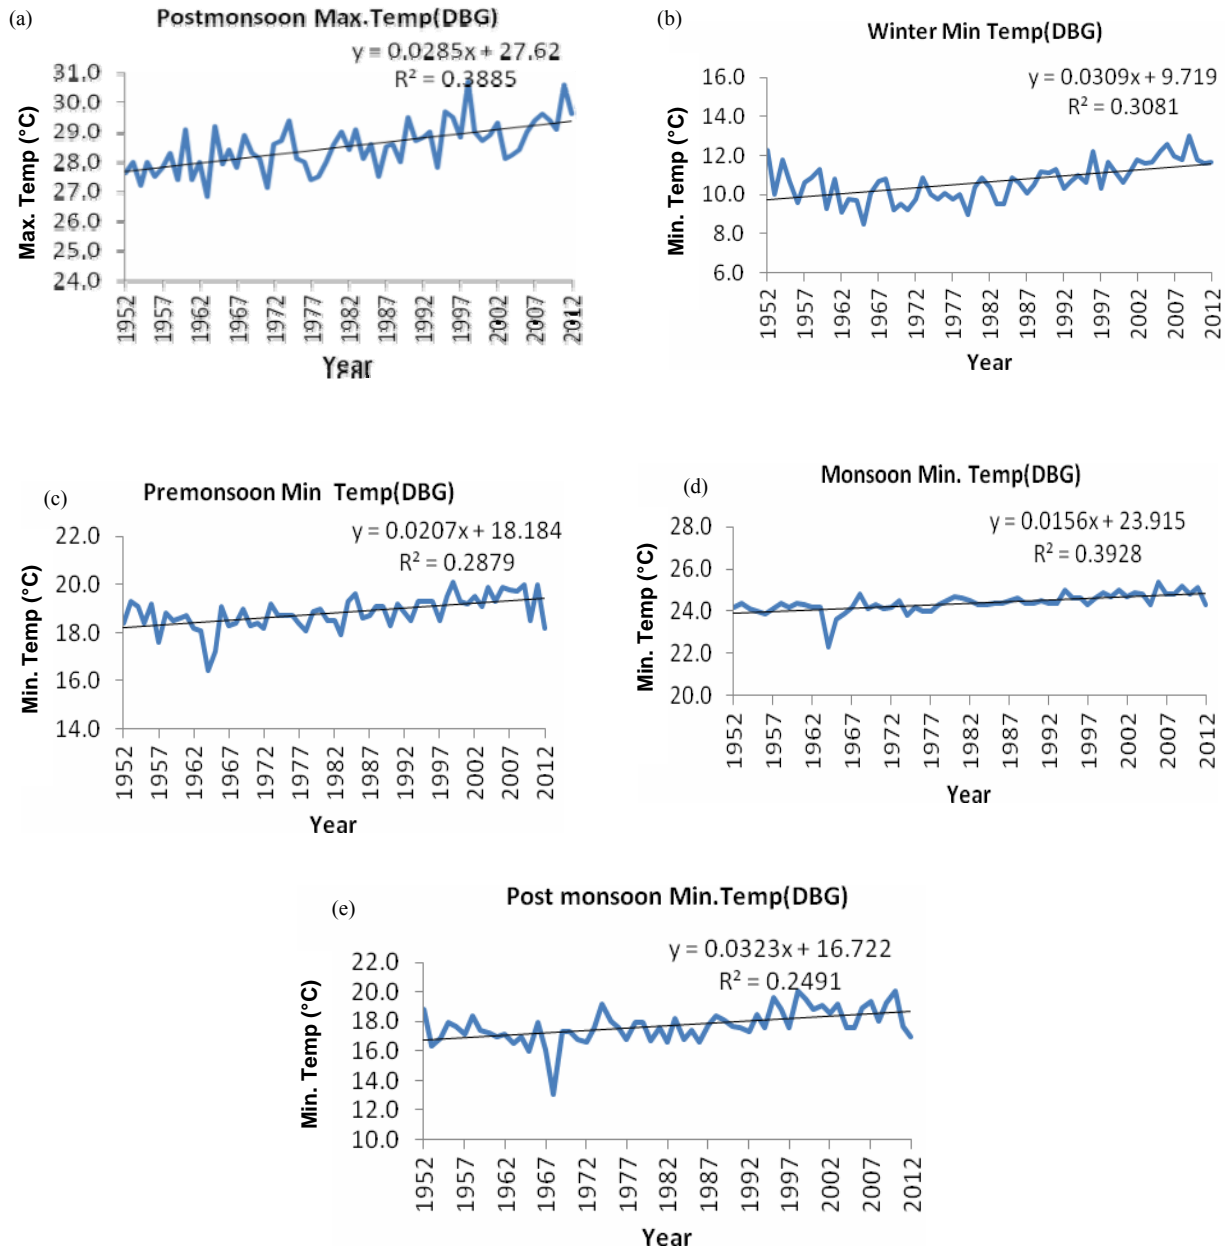 (a)
Postmonsoon Max.Temp(DBG)
y = 0.0285x + 27.62
R² = 0.3885
Max. Temp (°C)
31.0
30.0
29.0
28.0
27.0
26.0
25.0
24.0
1952 1957 1962 1967 1972 1977 1982 1987 1992 1997 2002 2007 2012
Year
(b)
Winter Min Temp(DBG)
y = 0.0309x + 9.719
R² = 0.3081
Min. Temp (°C)
16.0
14.0
12.0
10.0
8.0
6.0
1952 1957 1962 1967 1972 1977 1982 1987 1992 1997 2002 2007 2012
Year
(c)
Premonsoon Min Temp(DBG)
y = 0.0207x + 18.184
R² = 0.2879
Min. Temp (°C)
22.0
20.0
18.0
16.0
14.0
1952 1957 1962 1967 1972 1977 1982 1987 1992 1997 2002 2007 2012
Year
(d)
Monsoon Min. Temp(DBG)
y = 0.0156x + 23.915
R² = 0.3928
Min. Temp (°C)
28.0
26.0
24.0
22.0
20.0
1952 1957 1962 1967 1972 1977 1982 1987 1992 1997 2002 2007 2012
Year
(e)
Post monsoon Min.Temp(DBG)
y = 0.0323x + 16.722
R² = 0.2491
Min. Temp (°C)
22.0
20.0
18.0
16.0
14.0
12.0
10.0
1952 1957 1962 1967 1972 1977 1982 1987 1992 1997 2002 2007 2012
Year